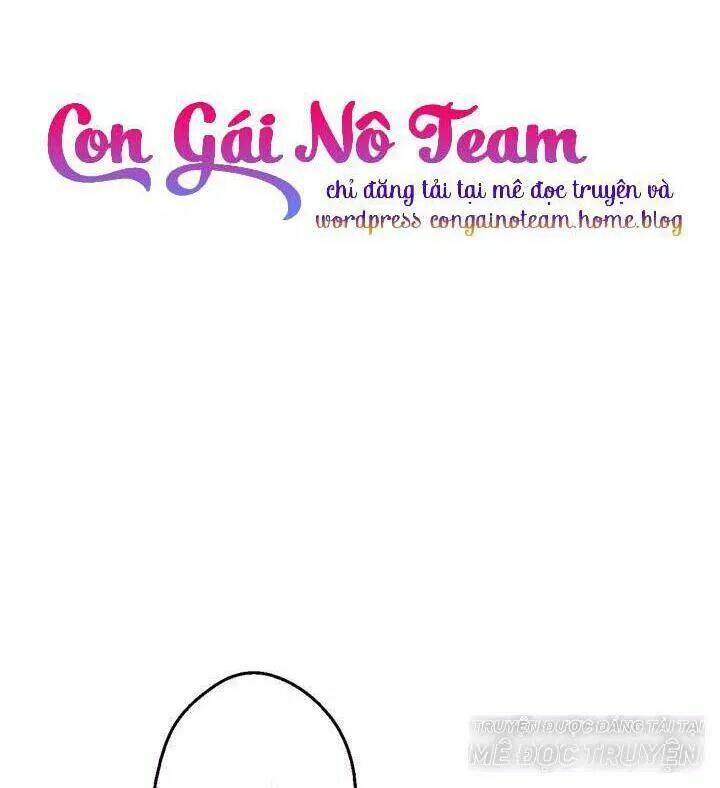 Con Gái Nô Team
chỉ đăng tải tại mê đọc truyện và
wordpress congainoteam.home.blog
TRUYỆN ĐƯỢC ĐĂNG TẢI TẠI
MÊ ĐỌC TRUYỆN